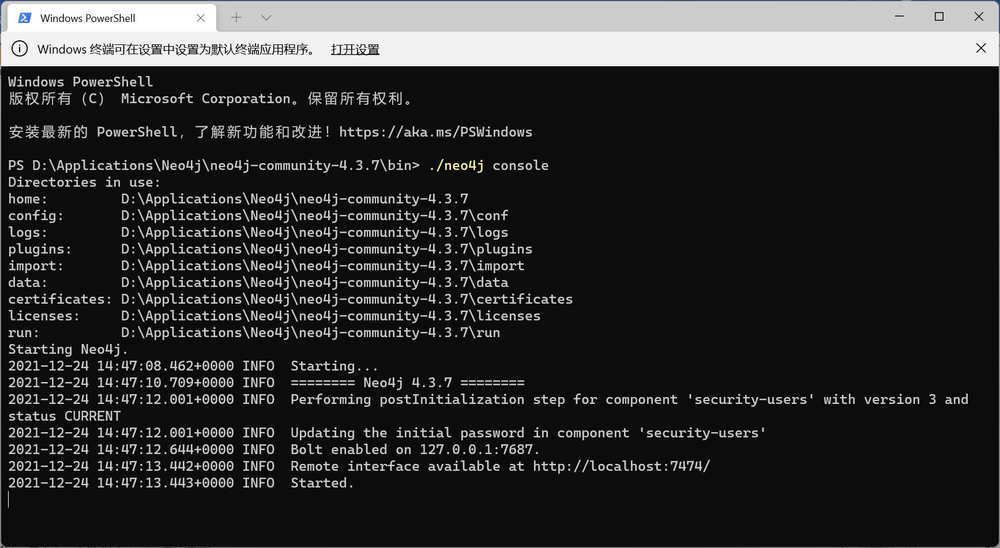 Windows PowerShell
Windows 终端可在设置中设置为默认终端应用程序。 打开设置
Windows PowerShell
版权所有（C） Microsoft Corporation。保留所有权利。
安装最新的 PowerShell，了解新功能和改进！https://aka.ms/PSWindows
PS D:\Applications\Neo4j\neo4j-community-4.3.7\bin> ./neo4j console
Directories in use:
home:         D:\Applications\Neo4j\neo4j-community-4.3.7
config:       D:\Applications\Neo4j\neo4j-community-4.3.7\conf
logs:         D:\Applications\Neo4j\neo4j-community-4.3.7\logs
plugins:      D:\Applications\Neo4j\neo4j-community-4.3.7\plugins
import:       D:\Applications\Neo4j\neo4j-community-4.3.7\import
data:         D:\Applications\Neo4j\neo4j-community-4.3.7\data
certificates: D:\Applications\Neo4j\neo4j-community-4.3.7\certificates
licenses:     D:\Applications\Neo4j\neo4j-community-4.3.7\licenses
run:          D:\Applications\Neo4j\neo4j-community-4.3.7\run
Starting Neo4j.
2021-12-24 14:47:08.462+0000 INFO  Starting...
2021-12-24 14:47:10.709+0000 INFO  ======== Neo4j 4.3.7 ========
2021-12-24 14:47:12.001+0000 INFO  Performing postInitialization step for component 'security-users' with version 3 and
status CURRENT
2021-12-24 14:47:12.001+0000 INFO  Updating the initial password in component 'security-users'
2021-12-24 14:47:12.644+0000 INFO  Bolt enabled on 127.0.0.1:7687.
2021-12-24 14:47:13.442+0000 INFO  Remote interface available at http://localhost:7474/
2021-12-24 14:47:13.443+0000 INFO  Started.